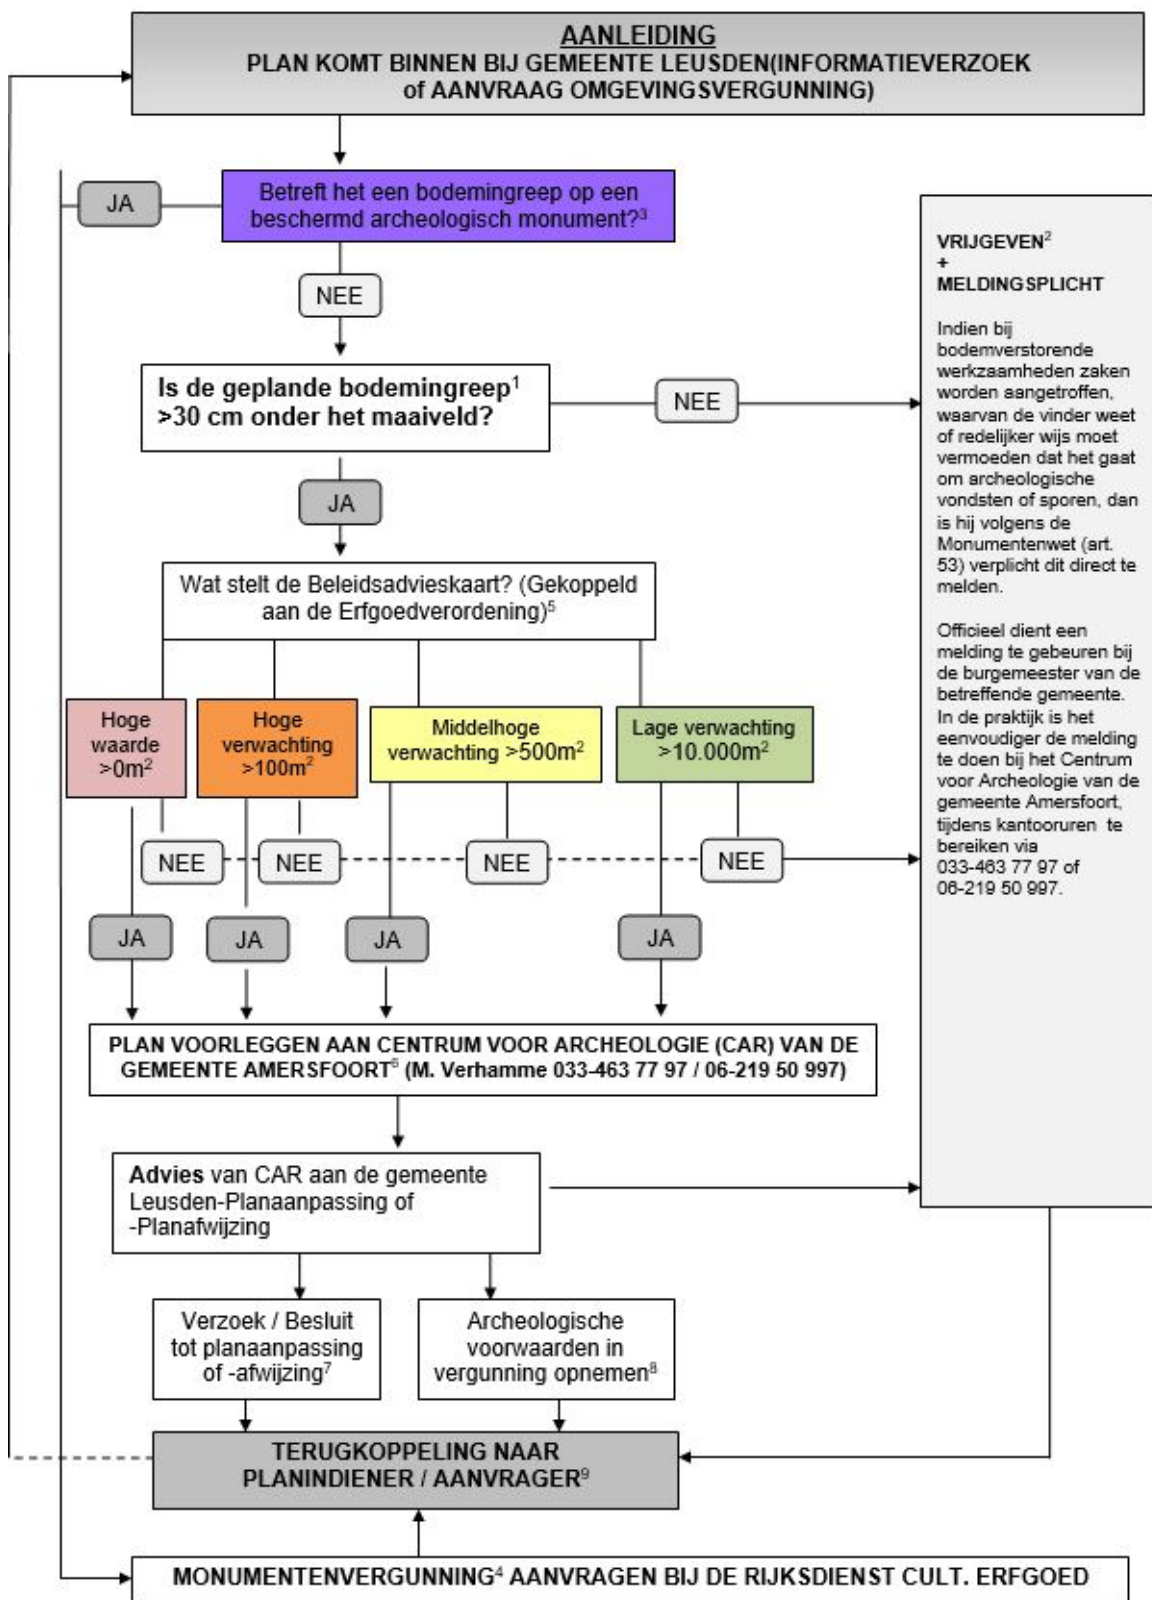 AANLEIDING
PLAN KOMT BINNEN BIJ GEMEENTE LEUSDEN(INFORMATIEVERZOEK
of AANVRAAG OMGEVINGSVERGUNNING)
JA
Betreft het een bodemingreep op een
beschermd archeologisch monument?³
NEE
Is de geplande bodemingreep¹
>30 cm onder het maaiveld?
NEE
JA
Wat stelt de Beleidsadvieskaart? (Gekoppeld
aan de Erfgoedverordening)⁵
Hoge
waarde
>0m²
Hoge
verwachting
>100m²
Middelhoge
verwachting >500m²
Lage verwachting
>10.000m²
NEE
NEE
NEE
NEE
JA
JA
JA
JA
VRIJGEVEN²
+
MELDINGSPLICHT
Indien bij
bodemverstorende
werkzaamheden zaken
worden aangetroffen,
waarvan de vinder weet
of redelijker wijs moet
vermoeden dat het gaat
om archeologische
vondsten of sporen, dan
is hij volgens de
Monumentenwet (art.
53) verplicht dit direct te
melden.
Officieel dient een
melding te gebeuren bij
de burgemeester van de
betreffende gemeente.
In de praktijk is het
eenvoudiger de melding
te doen bij het Centrum
voor Archeologie van de
gemeente Amersfoort,
tijdens kantooruren te
bereiken via
033-463 77 97 of
06-219 50 997.
PLAN VOORLEGGEN AAN CENTRUM VOOR ARCHEOLOGIE (CAR) VAN DE
GEMEENTE AMERSFOORT⁶ (M. Verhamme 033-463 77 97 / 06-219 50 997)
Advies van CAR aan de gemeente
Leusden-Planaanpassing of
-Planafwijzing
Verzoek / Besluit
tot planaanpassing
of -afwijzing⁷
Archeologische
voorwaarden in
vergunning opnemen⁸
TERUGKOPPELING NAAR
PLANINDIENER / AANVRAGER⁹
MONUMENTENVERGUNNING⁴ AANVRAGEN BIJ DE RIJKSDIENST CULT. ERFGOED